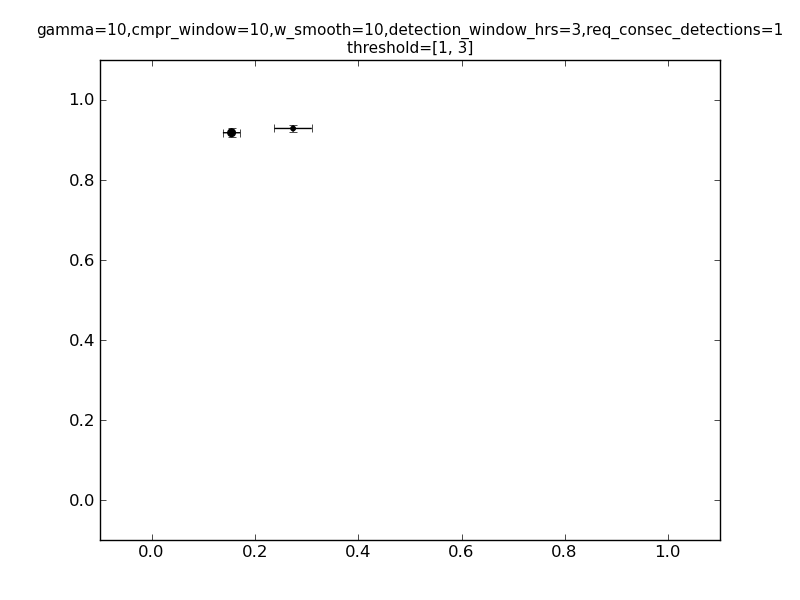 gamma=10,cmpr_window=10,w_smooth=10,detection_window_hrs=3,req_consec_detections=1
threshold=[1, 3]
1.0
0.8
0.6
0.4
0.2
0.0
0.0 0.2 0.4 0.6 0.8 1.0